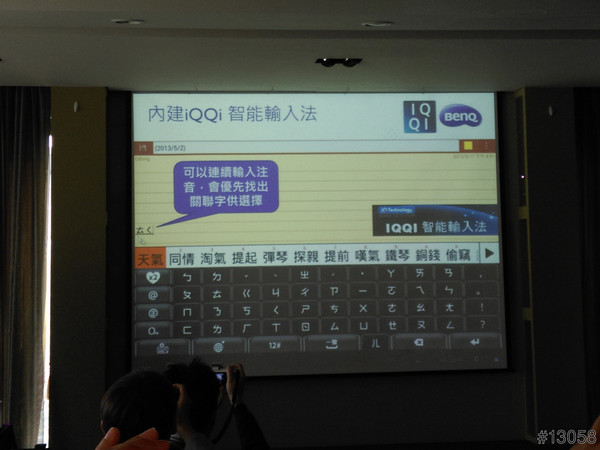 內建iQQi 智能輸入法
IQ
QI
BenQ
(2013/5/2)
可以連續輸入注
音，會優先找出
關聯字供選擇
IQQI 智能輸入法
ㄊㄑ
天氣 同情 淘氣 提起 彈琴 探親 提前 嘆氣 鐵琴 銅錢 偷竊
x2 ㄅ ㄉ ˇ ˋ ㄓ ˊ ˙ ㄚ ㄞ ㄢ
@ ㄆ ㄊ ㄍ ㄐ ㄔ ㄗ ㄧ ㄛ ㄟ ㄣ
@ ㄇ ㄋ ㄎ ㄑ ㄕ ㄘ ㄨ ㄜ ㄠ ㄤ !
ㄈ ㄌ ㄏ ㄒ ㄖ ㄙ ㄩ ㄝ ㄡ ㄥ ?
12# ㄦ
#13058